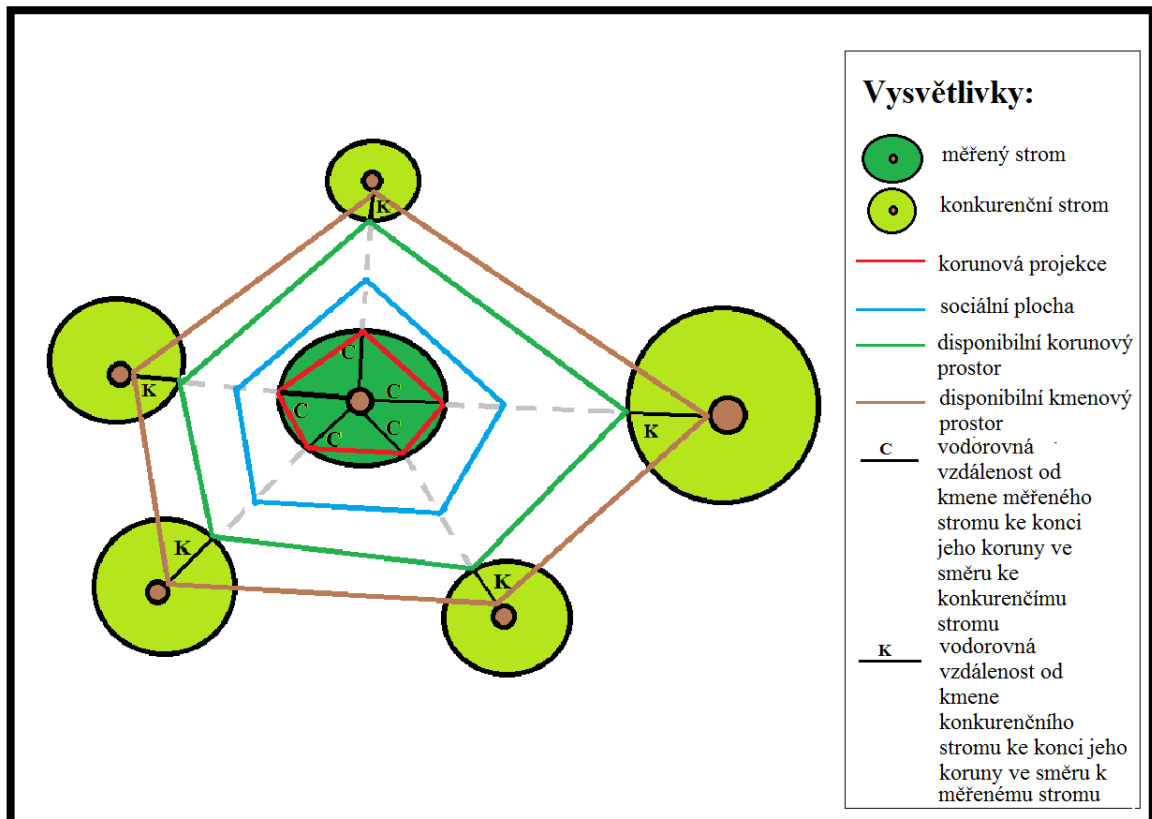 K
K
K
K
K
C
C
C
C
C
Vysvětlivky:
měřený strom
konkurenční strom
korunová projekce
sociální plocha
disponibilní korunový
prostor
disponibilní kmenový
prostor
C
vodorovná
vzdálenost od
kmene měřeného
stromu ke konci
jeho koruny ve
směru ke
konkurenčímu
stromu
K
vodorovná
vzdálenost od
kmene
konkurenčního
stromu ke konci jeho
koruny ve směru k
měřenému stromu